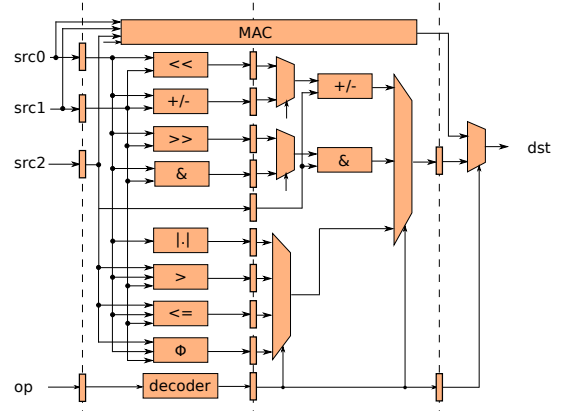 MAC
src0
<<
+/-
+/-
src1
>>
dst
src2
&
&
|.|
>
<=
Φ
op
decoder